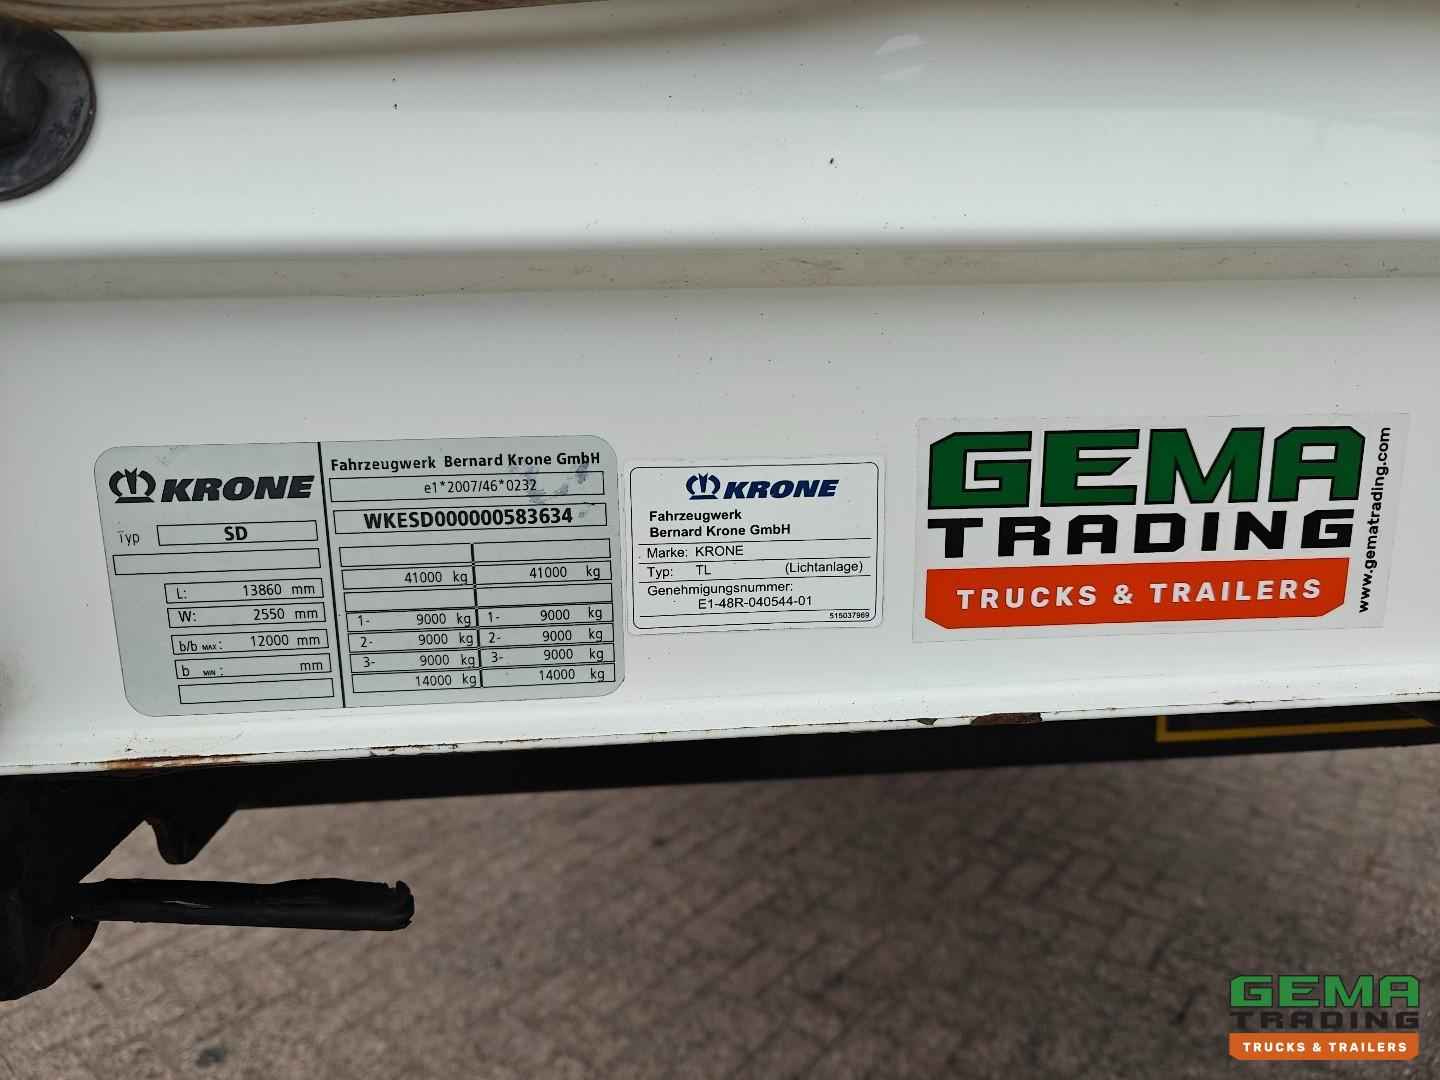 KRONE
Typ SD
L: 13860 mm
W: 2550 mm
b/b MAX: 12000 mm
b MIN: mm
Fahrzeugwerk Bernard Krone GmbH
e1*2007/46*0232
WKESD000000583634
41000 kg 41000 kg
1- 9000 kg 1- 9000 kg
2- 9000 kg 2- 9000 kg
3- 9000 kg 3- 9000 kg
14000 kg 14000 kg
KRONE
Fahrzeugwerk
Bernard Krone GmbH
Marke: KRONE
Typ: TL (Lichtanlage)
Genehmigungsnummer:
E1-48R-040544-01
515037969
GEMA
TRADING
TRUCKS & TRAILERS
www.gematrading.com
GEMA
TRADING
TRUCKS & TRAILERS